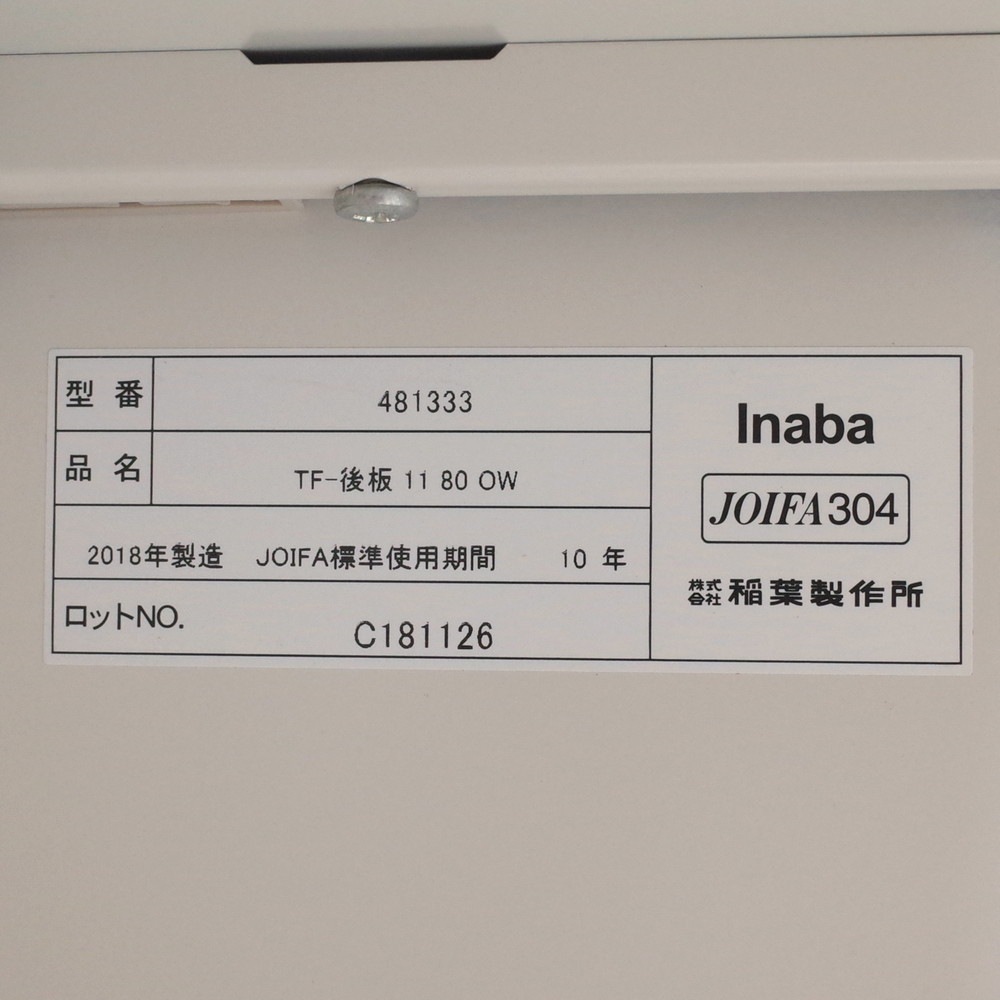 型番 481333
品名 TF-後板 11 80 OW
2018年製造 JOIFA標準使用期間 10 年
ロットNO. C181126
Inaba
JOIFA304
株式会社 稲葉製作所